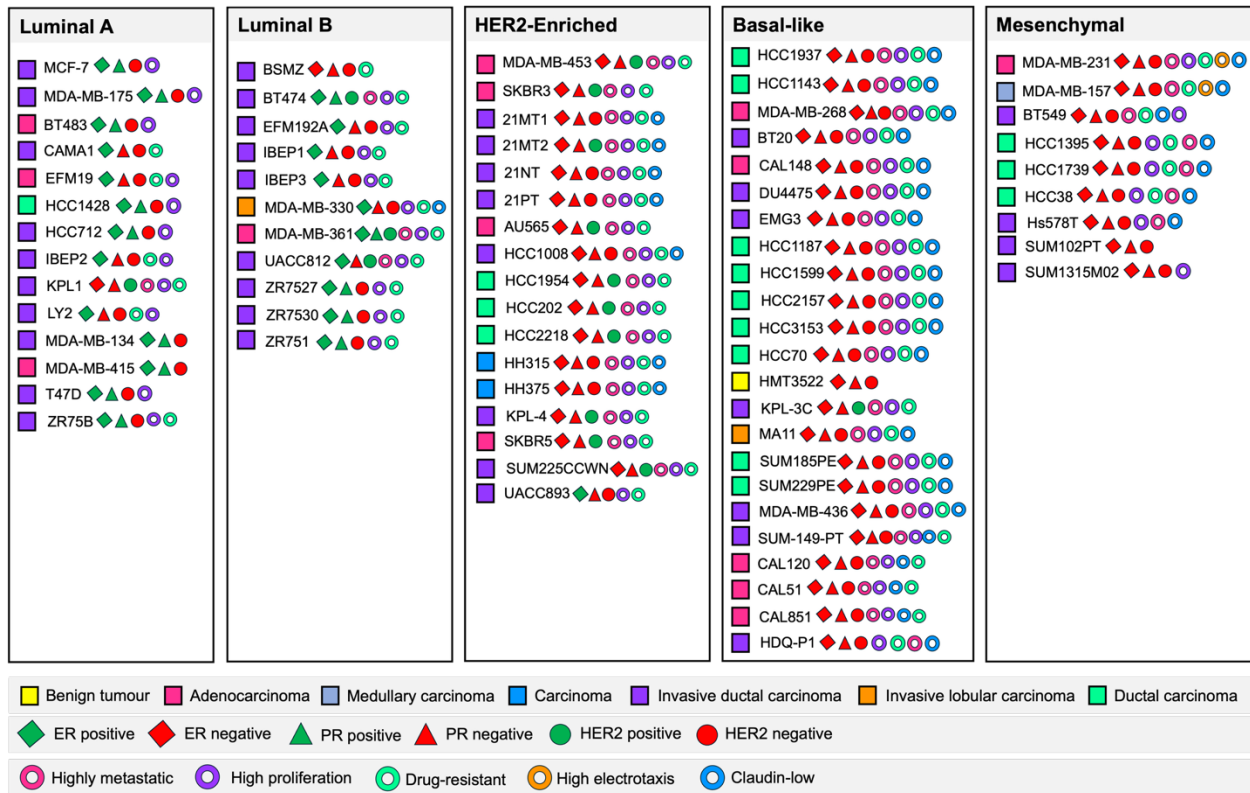 Luminal A
MCF-7
MDA-MB-175
BT483
CAMA1
EFM19
HCC1428
HCC712
IBEP2
KPL1
LY2
MDA-MB-134
MDA-MB-415
T47D
ZR75B
Luminal B
BSMZ
BT474
EFM192A
IBEP1
IBEP3
MDA-MB-330
MDA-MB-361
UACC812
ZR7527
ZR7530
ZR751
HER2-Enriched
MDA-MB-453
SKBR3
21MT1
21MT2
21NT
21PT
AU565
HCC1008
HCC1954
HCC202
HCC2218
HH315
HH375
KPL-4
SKBR5
SUM225CCWN
UACC893
Basal-like
HCC1937
HCC1143
MDA-MB-268
BT20
CAL148
DU4475
EMG3
HCC1187
HCC1599
HCC2157
HCC3153
HCC70
HMT3522
KPL-3C
MA11
SUM185PE
SUM229PE
MDA-MB-436
SUM-149-PT
CAL120
CAL51
CAL851
HDQ-P1
Mesenchymal
MDA-MB-231
MDA-MB-157
BT549
HCC1395
HCC1739
HCC38
Hs578T
SUM102PT
SUM1315M02
Benign tumour Adenocarcinoma Medullary carcinoma Carcinoma Invasive ductal carcinoma Invasive lobular carcinoma Ductal carcinoma
ER positive ER negative PR positive PR negative HER2 positive HER2 negative
Highly metastatic High proliferation Drug-resistant High electrotaxis Claudin-low